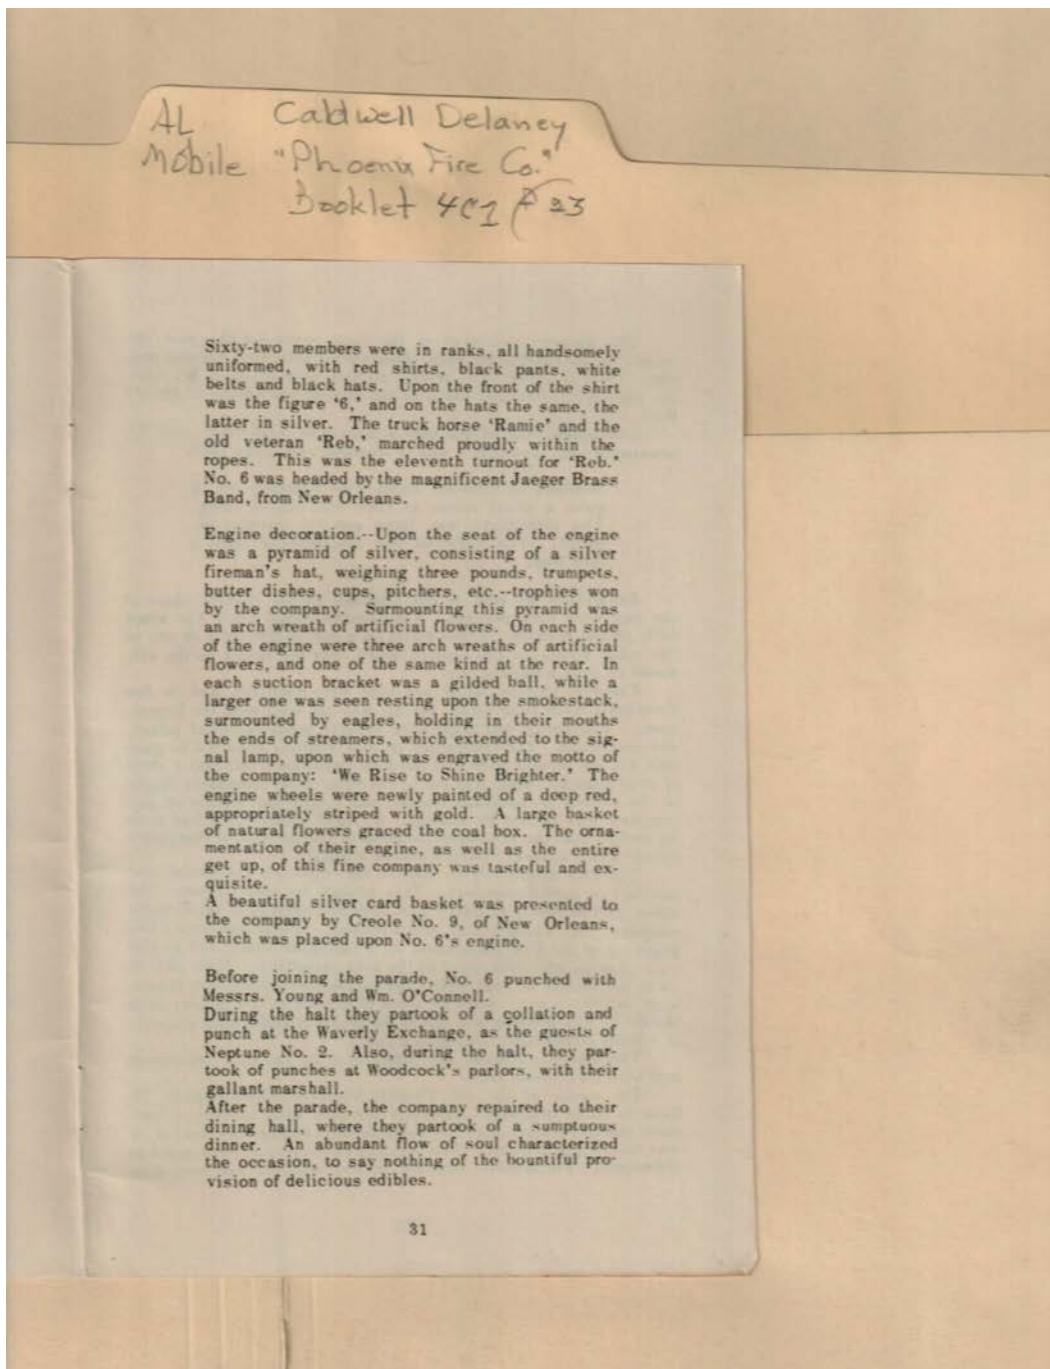 AL Caldwell Delaney
Mobile "Phoenix Fire Co."
Booklet 4C1 23
Sixty-two members were in ranks, all handsomely
uniformed, with red shirts, black pants, white
belts and black hats. Upon the front of the shirt
was the figure '6,' and on the hats the same, the
latter in silver. The truck horse 'Ramie' and the
old veteran 'Reb,' marched proudly within the
ropes. This was the eleventh turnout for 'Reb.'
No. 6 was headed by the magnificent Jaeger Brass
Band, from New Orleans.
Engine decoration.--Upon the seat of the engine
was a pyramid of silver, consisting of a silver
fireman's hat, weighing three pounds, trumpets,
butter dishes, cups, pitchers, etc.--trophies won
by the company. Surmounting this pyramid was
an arch wreath of artificial flowers. On each side
of the engine were three arch wreaths of artificial
flowers, and one of the same kind at the rear. In
each suction bracket was a gilded ball, while a
larger one was seen resting upon the smokestack,
surmounted by eagles, holding in their mouths
the ends of streamers, which extended to the sig-
nal lamp, upon which was engraved the motto of
the company: 'We Rise to Shine Brighter.' The
engine wheels were newly painted of a deep red,
appropriately striped with gold. A large basket
of natural flowers graced the coal box. The orna-
mentation of their engine, as well as the entire
get up, of this fine company was tasteful and ex-
quisite.
A beautiful silver card basket was presented to
the company by Creole No. 9, of New Orleans,
which was placed upon No. 6's engine.
Before joining the parade, No. 6 punched with
Messrs. Young and Wm. O'Connell.
During the halt they partook of a collation and
punch at the Waverly Exchange, as the guests of
Neptune No. 2. Also, during the halt, they par-
took of punches at Woodcock's parlors, with their
gallant marshall.
After the parade, the company repaired to their
dining hall, where they partook of a sumptuous
dinner. An abundant flow of soul characterized
the occasion, to say nothing of the bountiful pro-
vision of delicious edibles.
31